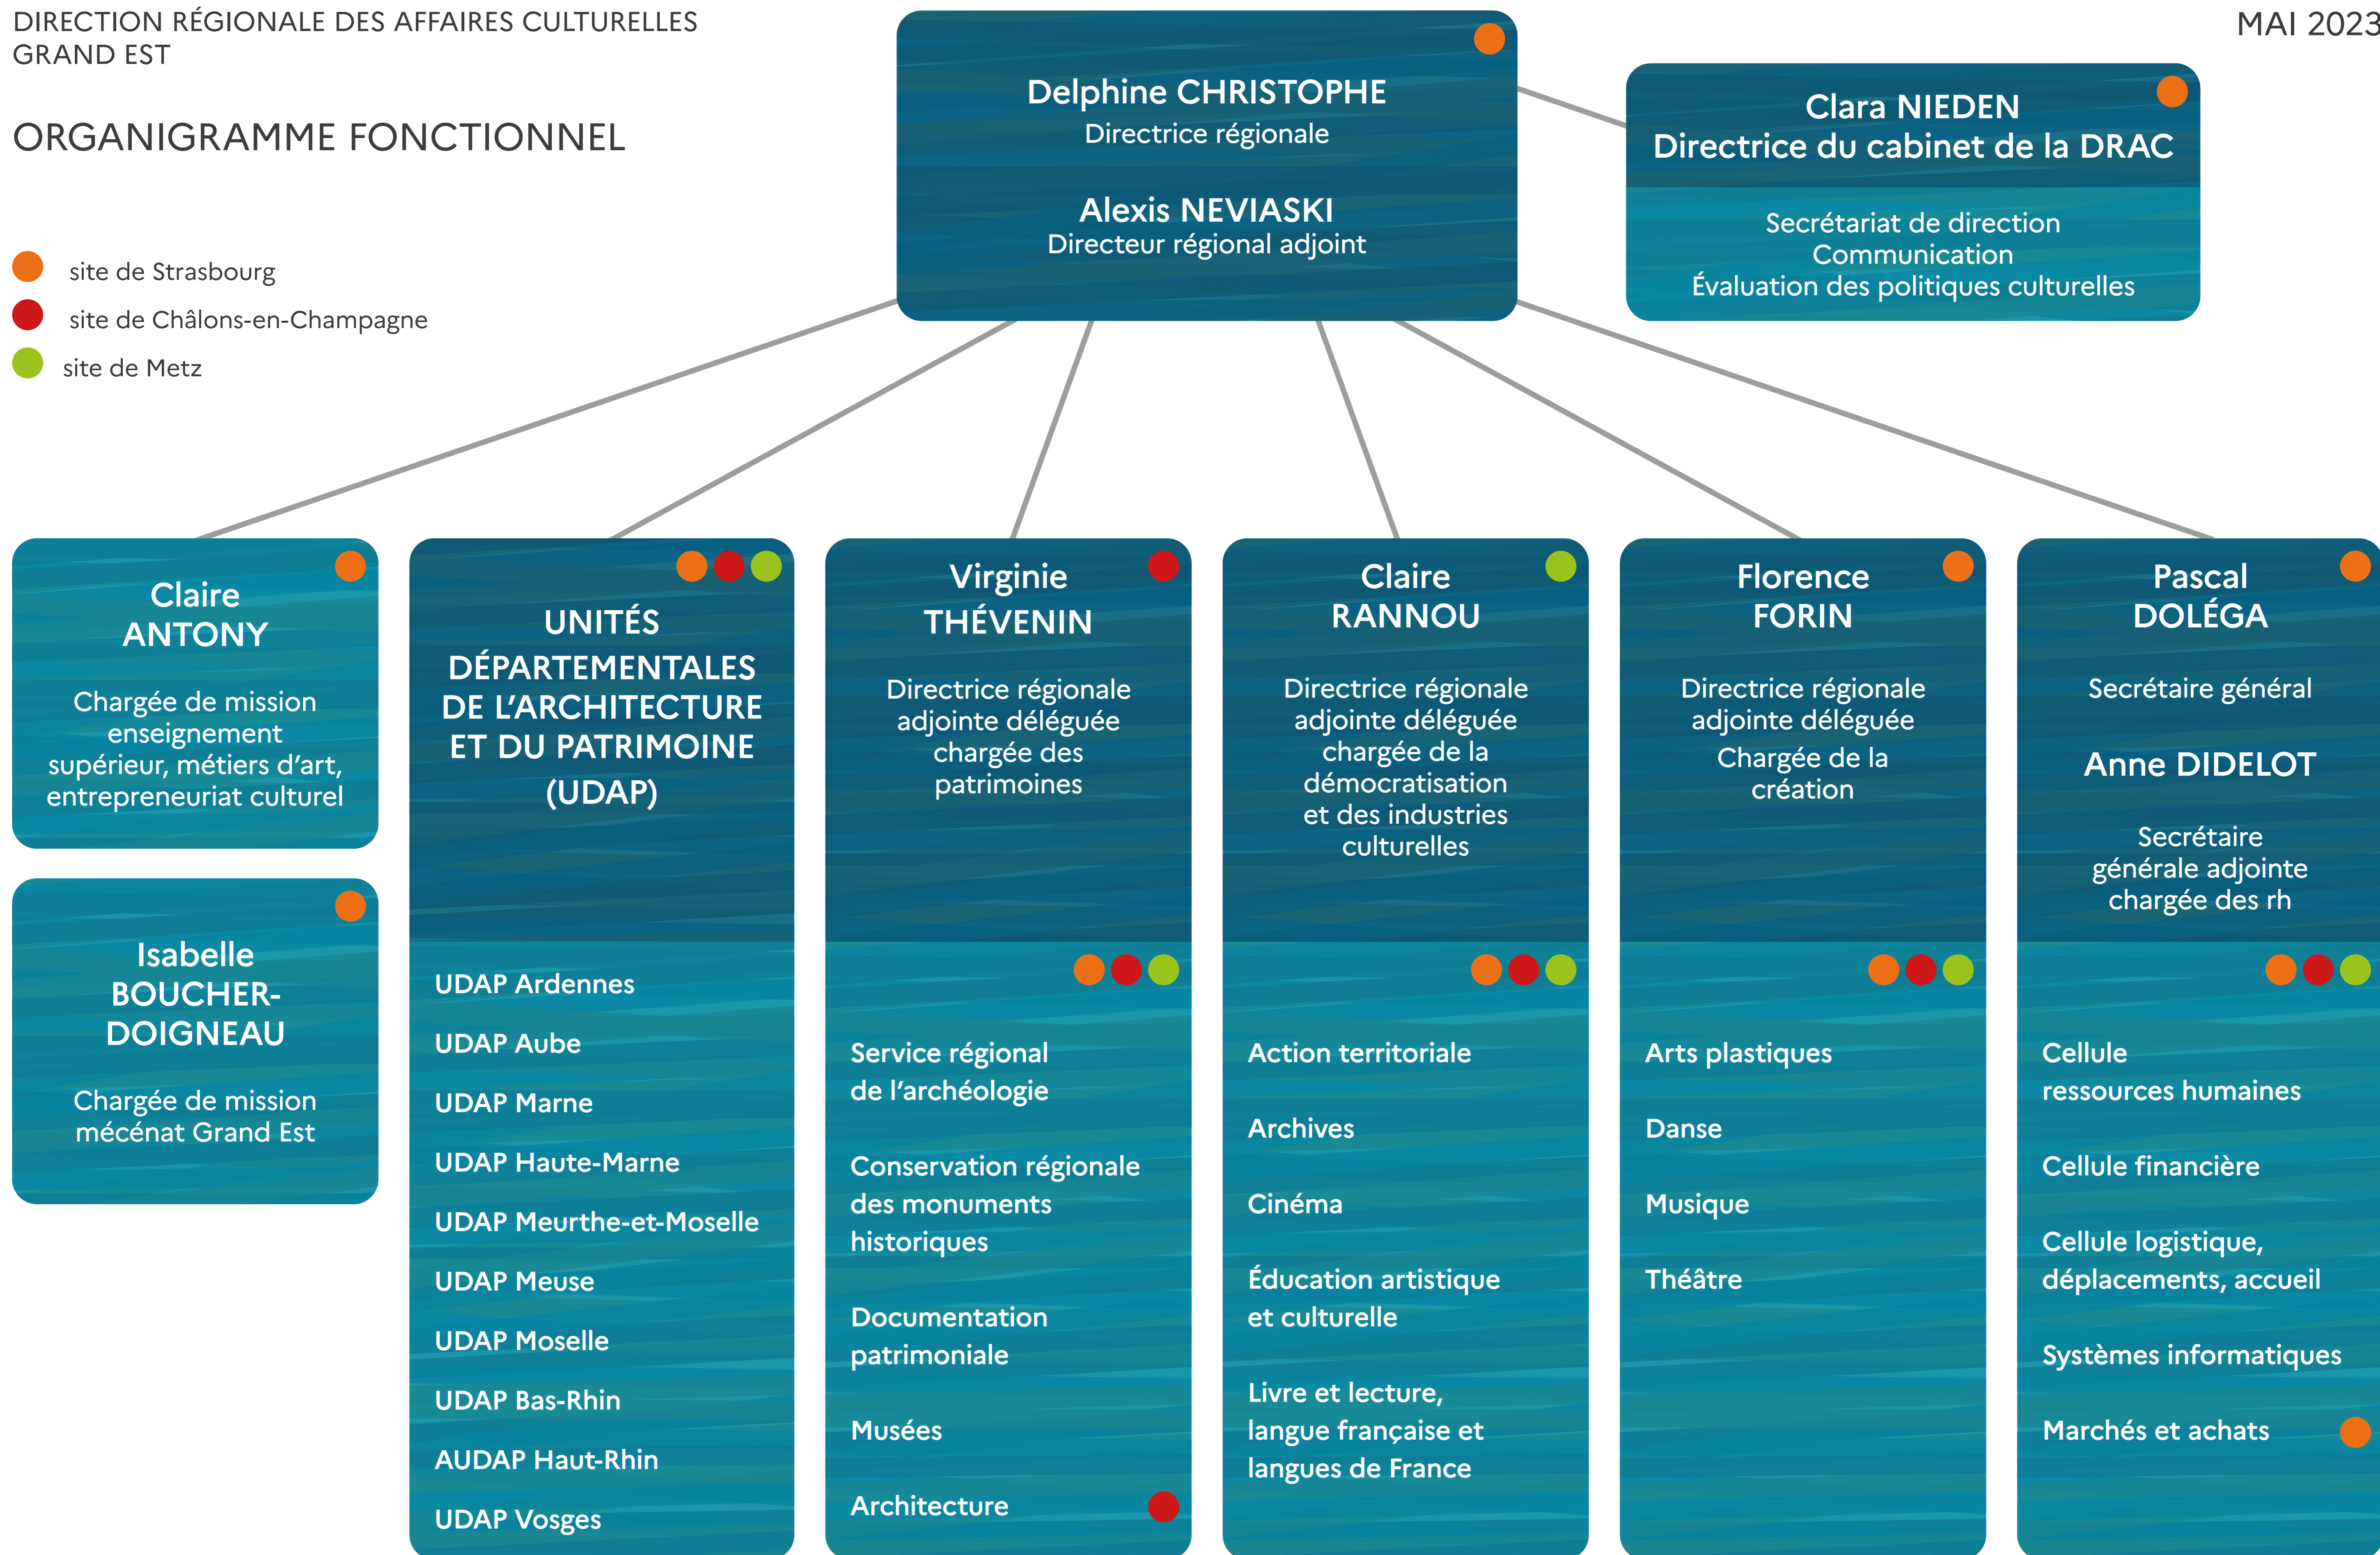 DIRECTION RÉGIONALE DES AFFAIRES CULTURELLES
GRAND EST
ORGANIGRAMME FONCTIONNEL
MAI 2023
site de Strasbourg
site de Châlons-en-Champagne
site de Metz
Delphine CHRISTOPHE
Directrice régionale
Alexis NEVIASKI
Directeur régional adjoint
Clara NIEDEN
Directrice du cabinet de la DRAC
Secrétariat de direction
Communication
Évaluation des politiques culturelles
Claire
ANTONY
Chargée de mission
enseignement
supérieur, métiers d’art,
entrepreneuriat culturel
Isabelle
BOUCHER-
DOIGNEAU
Chargée de mission
mécénat Grand Est
UNITÉS
DÉPARTEMENTALES
DE L’ARCHITECTURE
ET DU PATRIMOINE
(UDAP)
UDAP Ardennes
UDAP Aube
UDAP Marne
UDAP Haute-Marne
UDAP Meurthe-et-Moselle
UDAP Meuse
UDAP Moselle
UDAP Bas-Rhin
AUDAP Haut-Rhin
UDAP Vosges
Virginie
THÉVENIN
Directrice régionale
adjointe déléguée
chargée des
patrimoines
Service régional
de l’archéologie
Conservation régionale
des monuments
historiques
Documentation
patrimoniale
Musées
Architecture
Claire
RANNOU
Directrice régionale
adjointe déléguée
chargée de la
démocratisation
et des industries
culturelles
Action territoriale
Archives
Cinéma
Éducation artistique
et culturelle
Livre et lecture,
langue française et
langues de France
Florence
FORIN
Directrice régionale
adjointe déléguée
Chargée de la
création
Arts plastiques
Danse
Musique
Théâtre
Pascal
DOLÉGA
Secrétaire général
Anne DIDELOT
Secrétaire
générale adjointe
chargée des rh
Cellule
ressources humaines
Cellule financière
Cellule logistique,
déplacements, accueil
Systèmes informatiques
Marchés et achats